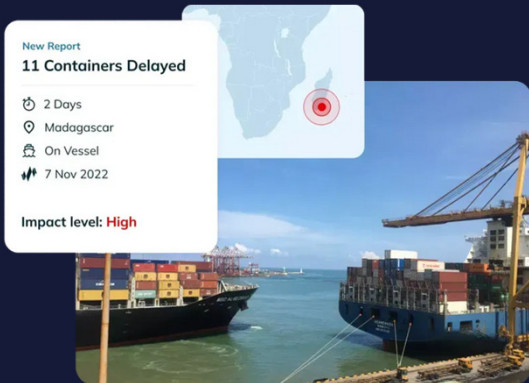 New Report
11 Containers Delayed
2 Days
Madagascar
On Vessel
7 Nov 2022
Impact level: High